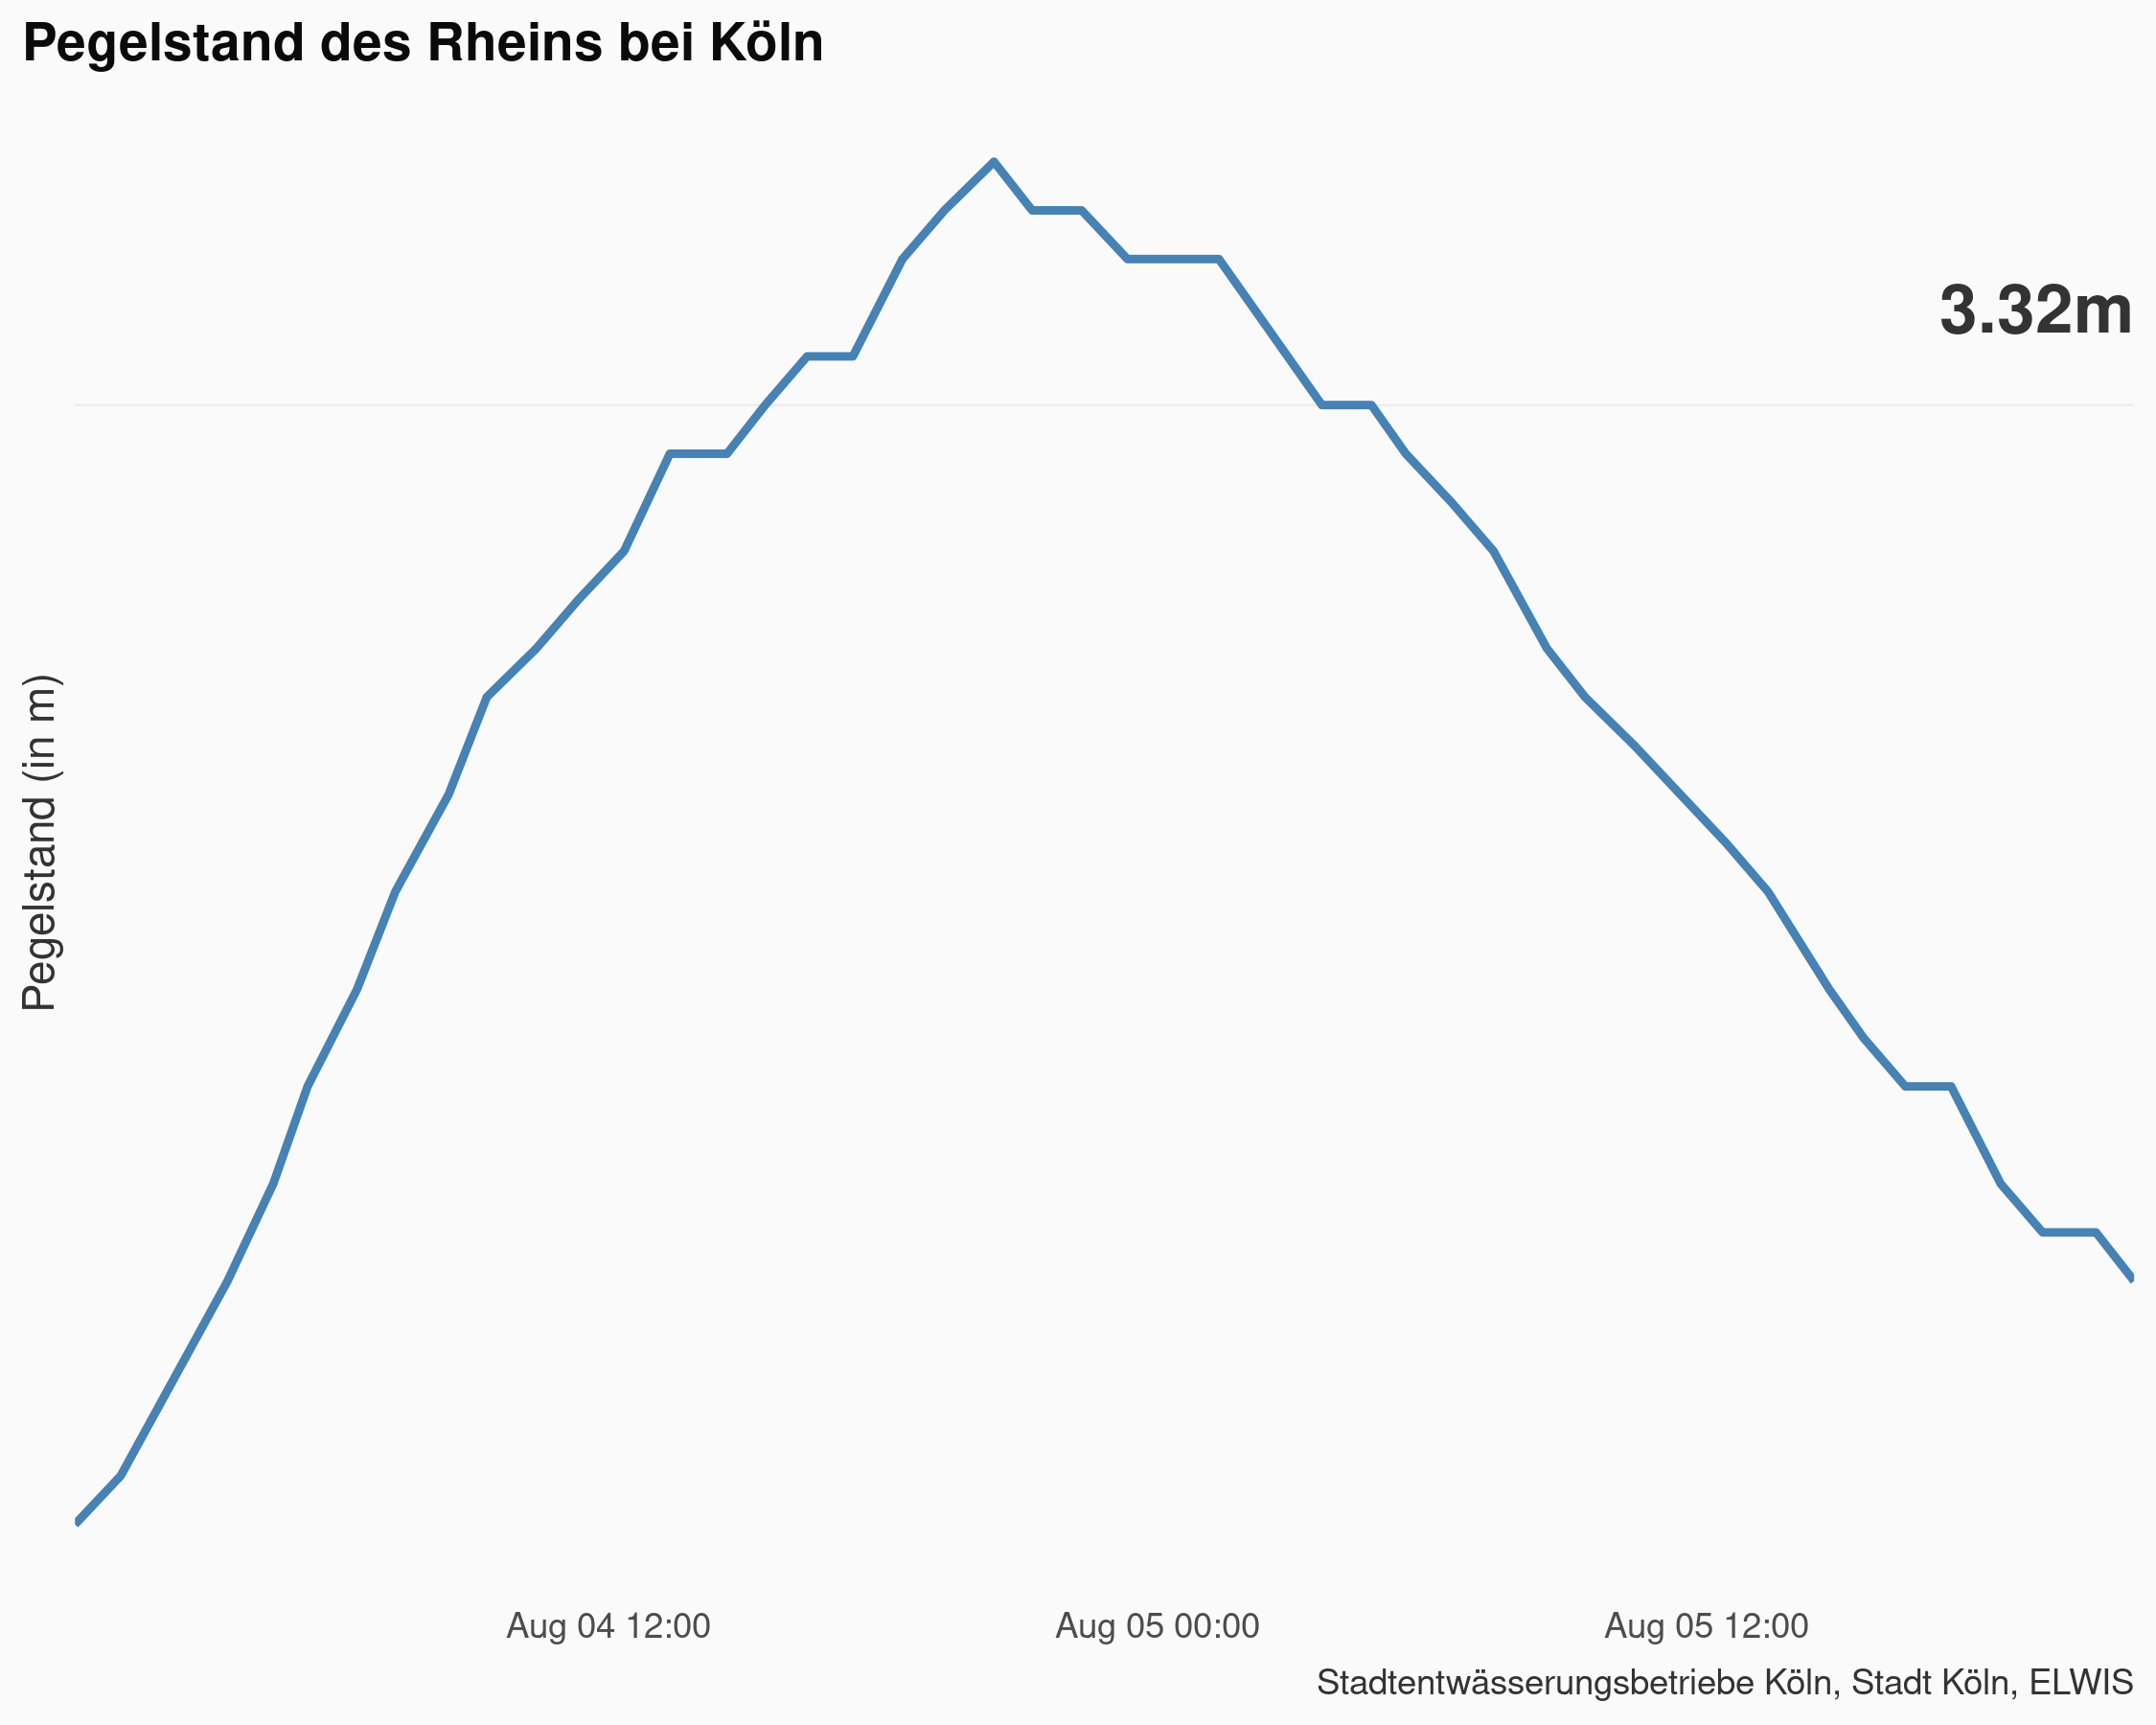 Pegelstand des Rheins bei Köln
3.32m
Pegelstand (in m)
Aug 04 12:00
Aug 05 00:00
Aug 05 12:00
Stadtentwässerungsbetriebe Köln, Stadt Köln, ELWIS